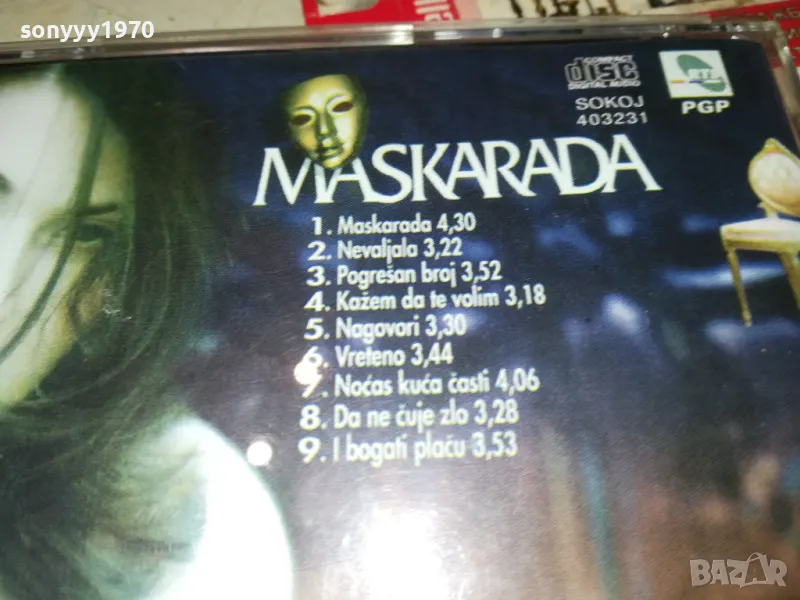 sonyyy1970
COMPACT
disc
DIGITAL AUDIO
RTS
PGP
SOKOJ
403231
MASKARADA
1. Maskarada 4,30
2. Nevaljala 3,22
3. Pogrešan broj 3,52
4. Kažem da te volim 3,18
5. Nagovori 3,30
6. Vreteno 3,44
7. Noćas kuća časti 4,06
8. Da ne čuje zlo 3,28
9. I bogati plaču 3,53
BAZAR